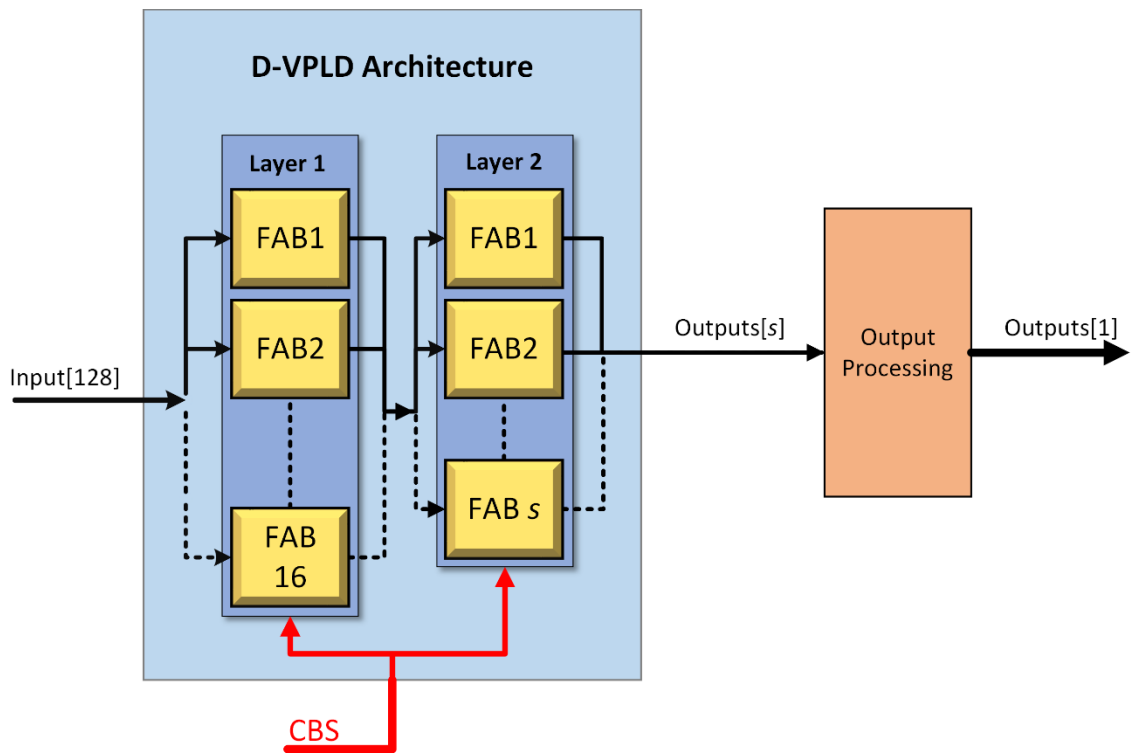 D-VPLD Architecture
Layer 1
FAB1
FAB2
FAB
16
Layer 2
FAB1
FAB2
FAB s
Input[128]
Outputs[s]
Output
Processing
Outputs[1]
CBS